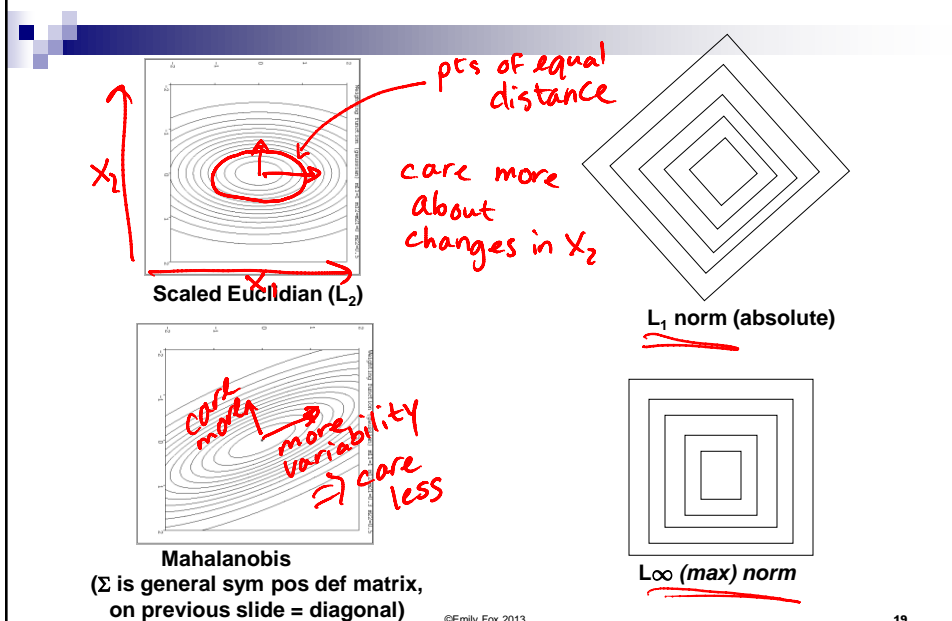 pts of equal
distance
X₂
care more
about
changes in X₂
X₁
Scaled Euclidian (L₂)
L₁ norm (absolute)
care
more
more
variability
⇒ care
less
Mahalanobis
(Σ is general sym pos def matrix,
on previous slide = diagonal)
L∞ (max) norm
©Emily Fox 2013
19